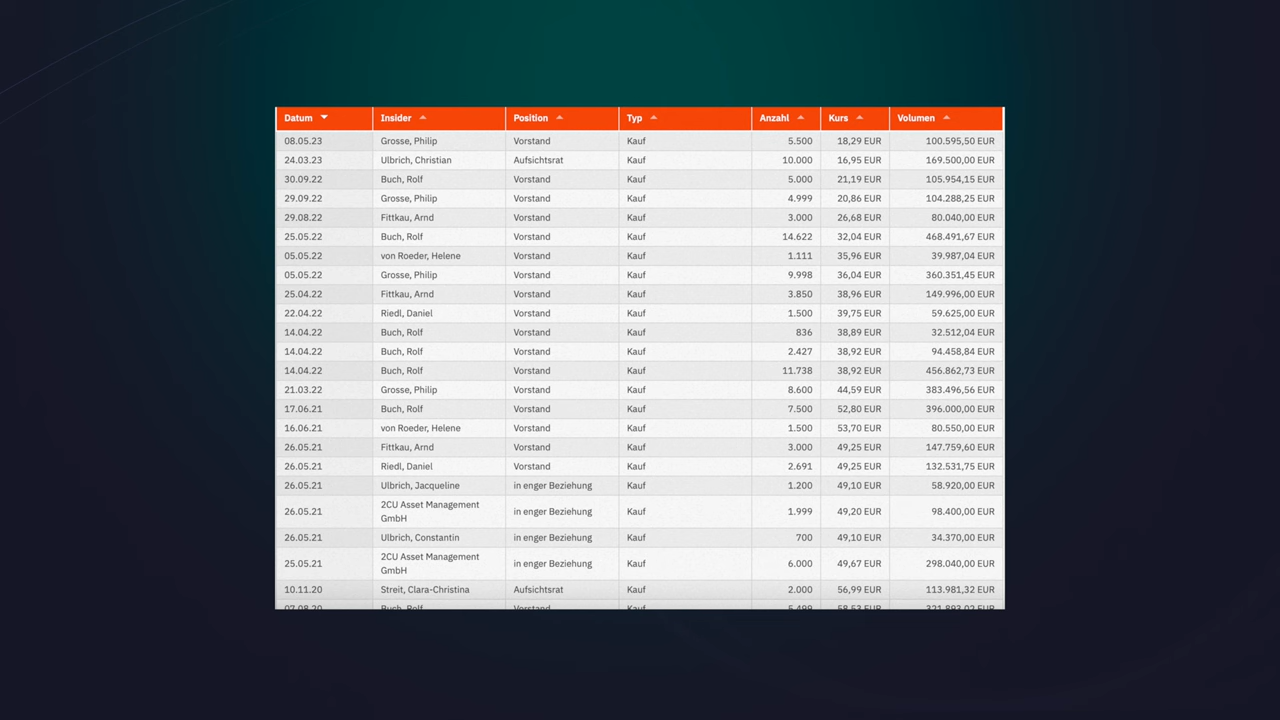 Datum Insider Position Typ Anzahl Kurs Volumen
08.05.23 Grosse, Philip Vorstand Kauf 5.500 18,29 EUR 100.595,50 EUR
24.03.23 Ulbrich, Christian Aufsichtsrat Kauf 10.000 16,95 EUR 169.500,00 EUR
30.09.22 Buch, Rolf Vorstand Kauf 5.000 21,19 EUR 105.954,15 EUR
29.09.22 Grosse, Philip Vorstand Kauf 4.999 20,86 EUR 104.288,25 EUR
29.08.22 Fittkau, Arnd Vorstand Kauf 3.000 26,68 EUR 80.040,00 EUR
25.05.22 Buch, Rolf Vorstand Kauf 14.622 32,04 EUR 468.491,67 EUR
05.05.22 von Roeder, Helene Vorstand Kauf 1.111 35,96 EUR 39.987,04 EUR
05.05.22 Grosse, Philip Vorstand Kauf 9.998 36,04 EUR 360.351,45 EUR
25.04.22 Fittkau, Arnd Vorstand Kauf 3.850 38,96 EUR 149.996,00 EUR
22.04.22 Riedl, Daniel Vorstand Kauf 1.500 39,75 EUR 59.625,00 EUR
14.04.22 Buch, Rolf Vorstand Kauf 836 38,89 EUR 32.512,04 EUR
14.04.22 Buch, Rolf Vorstand Kauf 2.427 38,92 EUR 94.458,84 EUR
14.04.22 Buch, Rolf Vorstand Kauf 11.738 38,92 EUR 456.862,73 EUR
21.03.22 Grosse, Philip Vorstand Kauf 8.600 44,59 EUR 383.496,56 EUR
17.06.21 Buch, Rolf Vorstand Kauf 7.500 52,80 EUR 396.000,00 EUR
16.06.21 von Roeder, Helene Vorstand Kauf 1.500 53,70 EUR 80.550,00 EUR
26.05.21 Fittkau, Arnd Vorstand Kauf 3.000 49,25 EUR 147.759,60 EUR
26.05.21 Riedl, Daniel Vorstand Kauf 2.691 49,25 EUR 132.531,75 EUR
26.05.21 Ulbrich, Jacqueline in enger Beziehung Kauf 1.200 49,10 EUR 58.920,00 EUR
26.05.21 2CU Asset Management GmbH in enger Beziehung Kauf 1.999 49,20 EUR 98.400,00 EUR
26.05.21 Ulbrich, Constantin in enger Beziehung Kauf 700 49,10 EUR 34.370,00 EUR
25.05.21 2CU Asset Management GmbH in enger Beziehung Kauf 6.000 49,67 EUR 298.040,00 EUR
10.11.20 Streit, Clara-Christina Aufsichtsrat Kauf 2.000 56,99 EUR 113.981,32 EUR
Buch, Rolf Vorstand Kauf EUR EUR